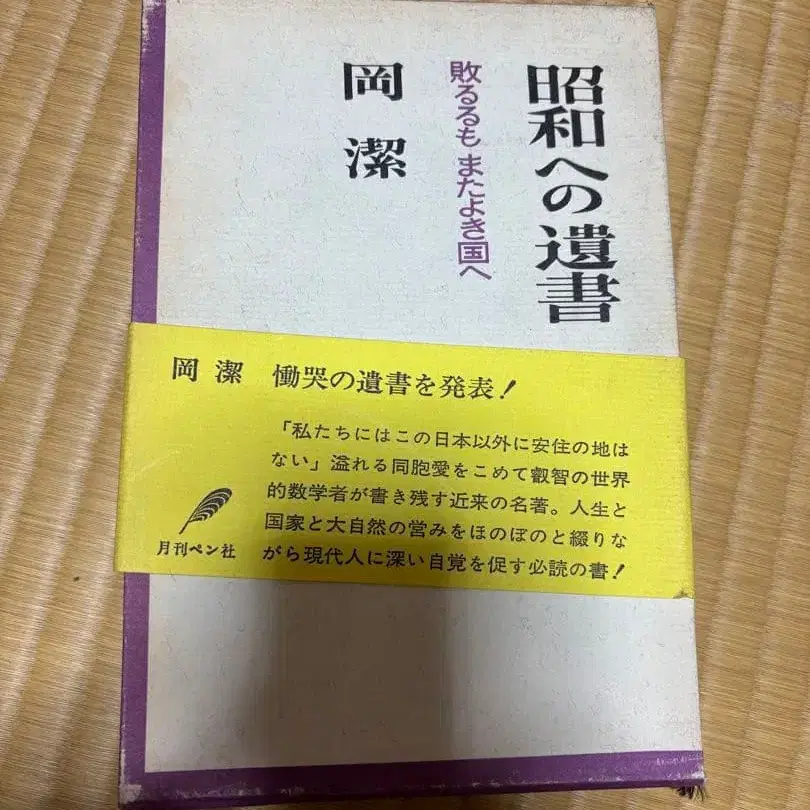 昭和への遺書
敗るるも またよき国へ
岡潔
岡潔 慟哭の遺書を発表！
「私たちにはこの日本以外に安住の地は
ない」溢れる同胞愛をこめて叡智の世界
的数学者が書き残す近来の名著。人生と
国家と大自然の営みをほのぼのと綴りな
がら現代人に深い自覚を促す必読の書！
月刊ペン社